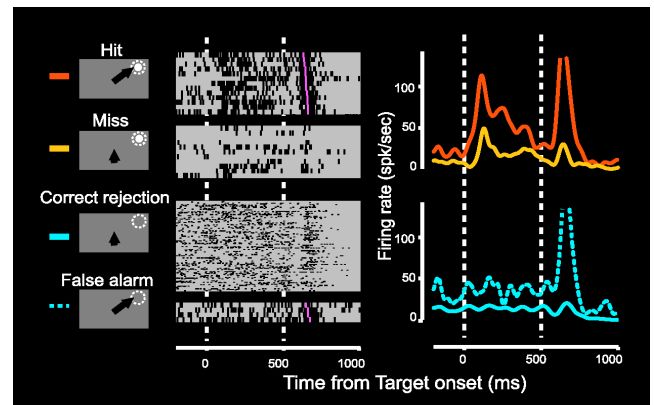 Hit
Miss
Correct rejection
False alarm
0
500
1000
100
50
0
Firing rate (spk/sec)
100
50
0
0
500
1000
Time from Target onset (ms)